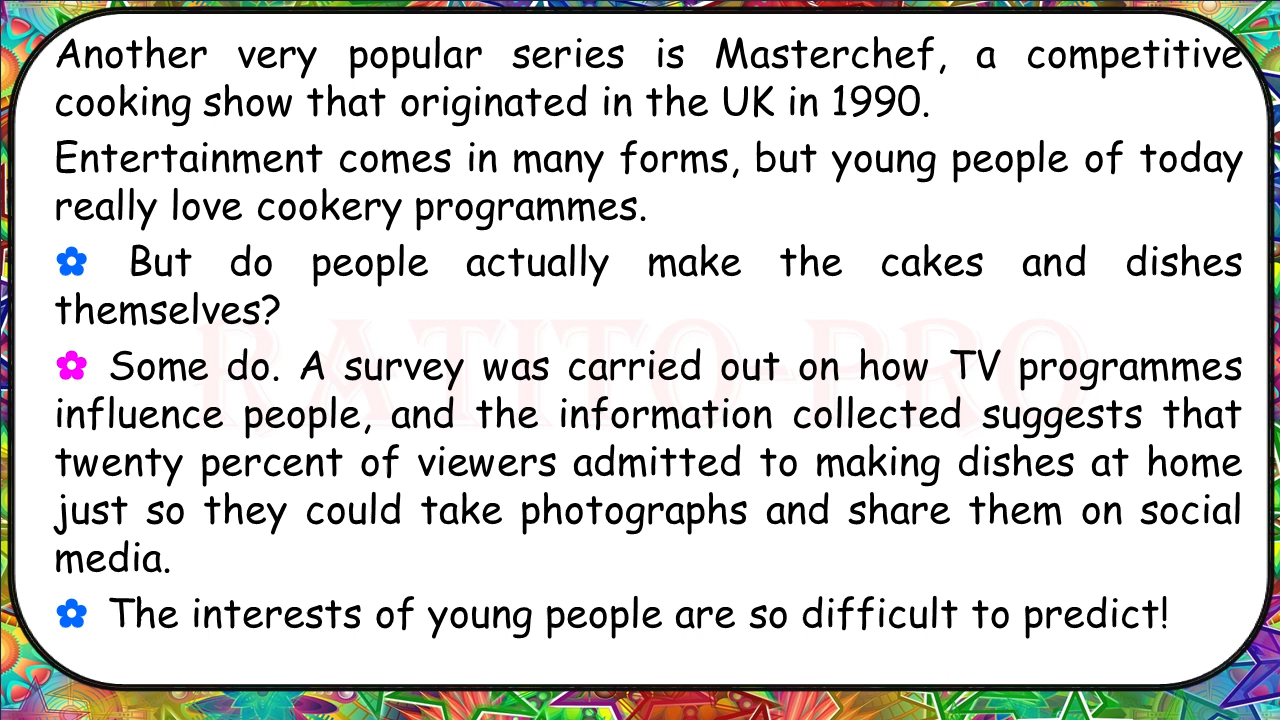 Another very popular series is Masterchef, a competitive
cooking show that originated in the UK in 1990.
Entertainment comes in many forms, but young people of today
really love cookery programmes.
✿ But do people actually make the cakes and dishes
themselves?
✿ Some do. A survey was carried out on how TV programmes
influence people, and the information collected suggests that
twenty percent of viewers admitted to making dishes at home
just so they could take photographs and share them on social
media.
✿ The interests of young people are so difficult to predict!
RATITO-PRO